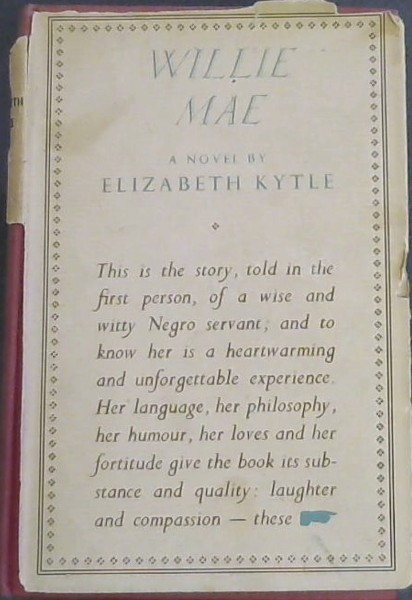 WILLIE
MAE
A NOVEL BY
ELIZABETH KYTLE
This is the story, told in the
first person, of a wise and
witty Negro servant; and to
know her is a heartwarming
and unforgettable experience.
Her language, her philosophy,
her humour, her loves and her
fortitude give the book its sub-
stance and quality: laughter
and compassion — these